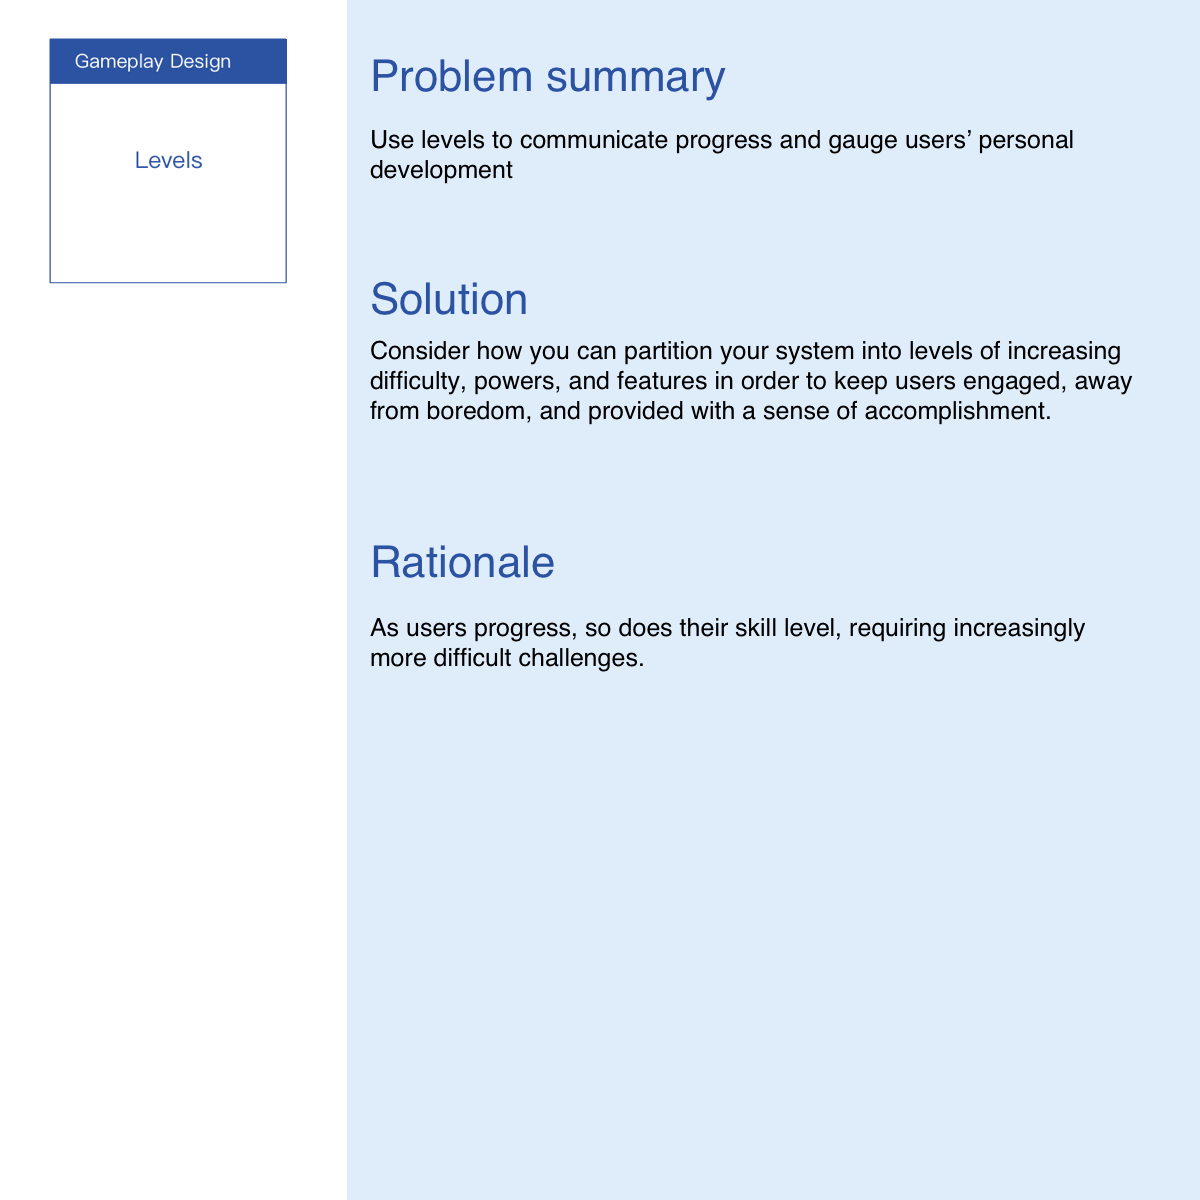 Gameplay Design
Levels
Problem summary
Use levels to communicate progress and gauge users’ personal
development
Solution
Consider how you can partition your system into levels of increasing
difficulty, powers, and features in order to keep users engaged, away
from boredom, and provided with a sense of accomplishment.
Rationale
As users progress, so does their skill level, requiring increasingly
more difficult challenges.